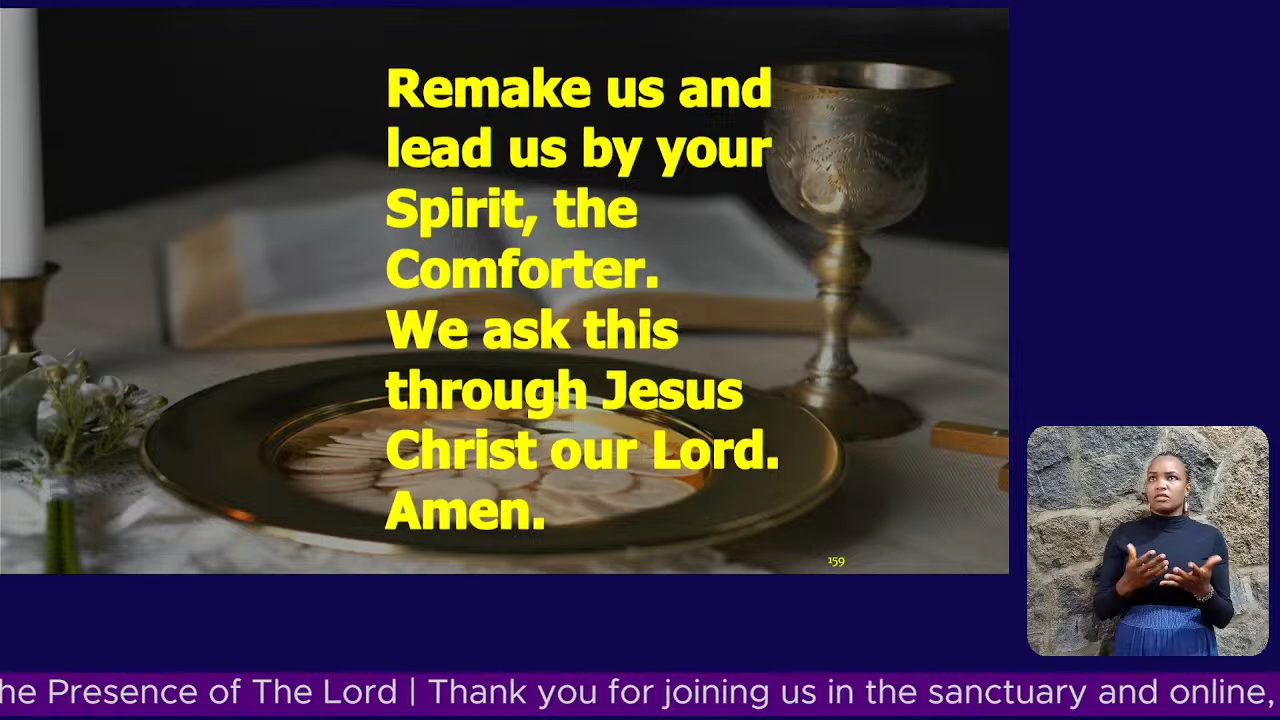 Remake us and
lead us by your
Spirit, the
Comforter.
We ask this
through Jesus
Christ our Lord.
Amen.
159
he Presence of The Lord | Thank you for joining us in the sanctuary and online,